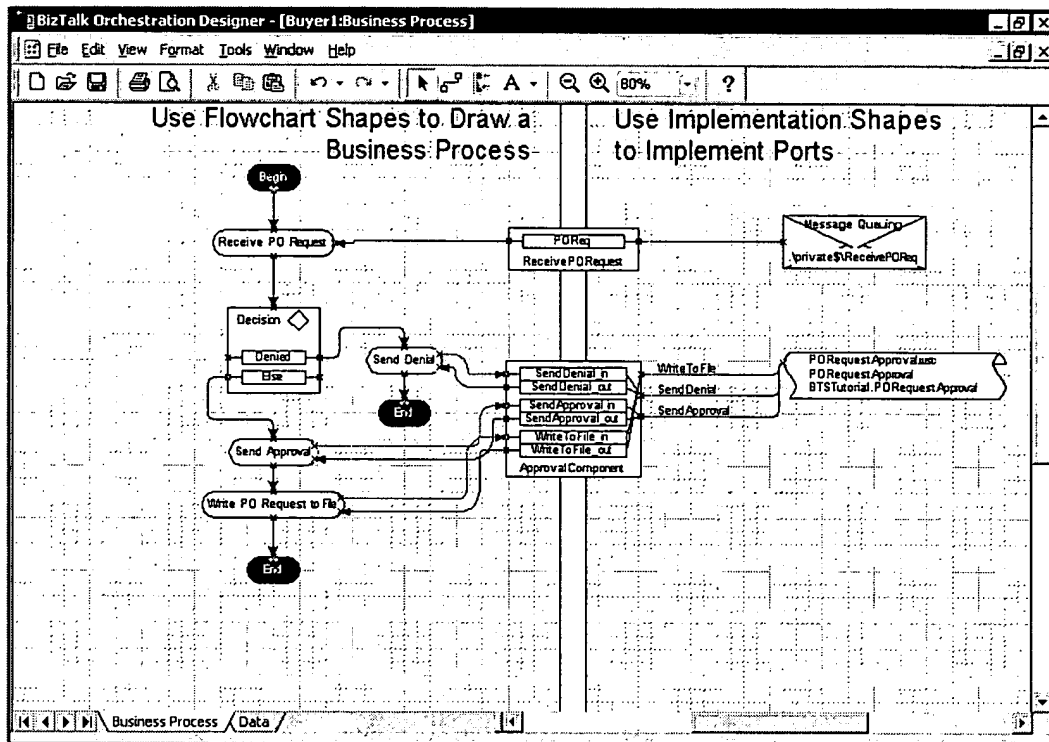 BizTalk Orchestration Designer - [Buyer1:Business Process]
File Edit View Format Tools Window Help
A 80% ?
Use Flowchart Shapes to Draw a
Business Process
Use Implementation Shapes
to Implement Ports
Begin
Receive PO Request
POReq
ReceivePORequest
Message Queuing
.\private$\ReceivePOReq
Decision
Denied
Else
Send Denial
End
SendDenial_in
SendDenial_out
SendApproval_in
SendApproval_out
WriteToFile_in
WriteToFile_out
ApprovalComponent
WriteToFile
SendDenial
SendApproval
PORequestApproval.wsc
PORequestApproval
BTSTutorial.PORequestApproval
Send Approval
Write PO Request to File
End
Business Process Data